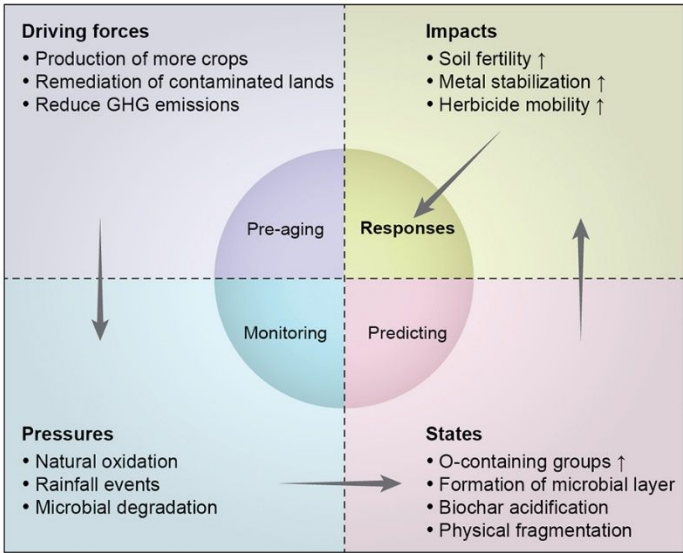 Driving forces
• Production of more crops
• Remediation of contaminated lands
• Reduce GHG emissions
Impacts
• Soil fertility ↑
• Metal stabilization ↑
• Herbicide mobility ↑
Pre-aging
Responses
Monitoring
Predicting
Pressures
• Natural oxidation
• Rainfall events
• Microbial degradation
States
• O-containing groups ↑
• Formation of microbial layer
• Biochar acidification
• Physical fragmentation